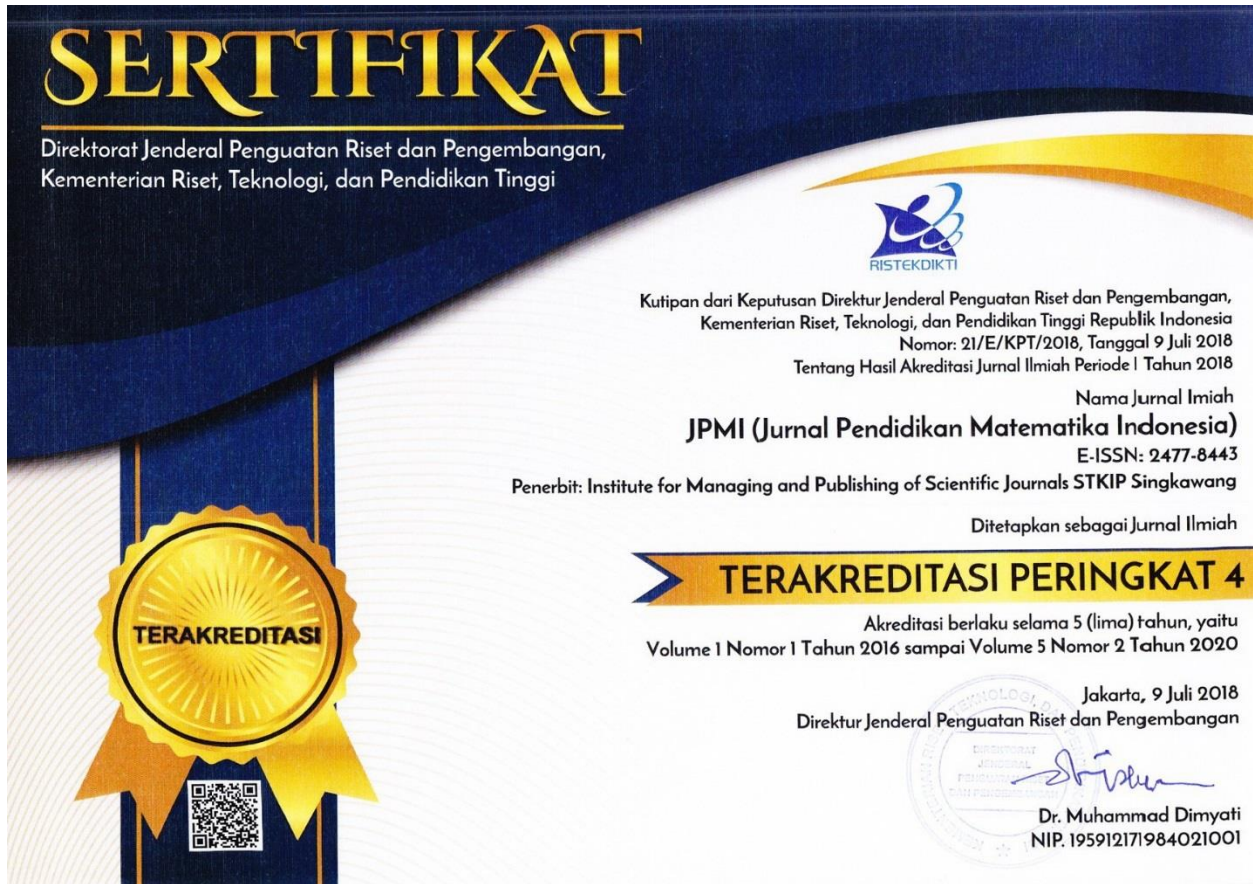 SERTIFIKAT
Direktorat Jenderal Penguatan Riset dan Pengembangan,
Kementerian Riset, Teknologi, dan Pendidikan Tinggi
RISTEKDIKTI
Kutipan dari Keputusan Direktur Jenderal Penguatan Riset dan Pengembangan,
Kementerian Riset, Teknologi, dan Pendidikan Tinggi Republik Indonesia
Nomor: 21/E/KPT/2018, Tanggal 9 Juli 2018
Tentang Hasil Akreditasi Jurnal Ilmiah Periode I Tahun 2018
Nama Jurnal Imiah
JPMI (Jurnal Pendidikan Matematika Indonesia)
E-ISSN: 2477-8443
Penerbit: Institute for Managing and Publishing of Scientific Journals STKIP Singkawang
Ditetapkan sebagai Jurnal Ilmiah
TERAKREDITASI PERINGKAT 4
TERAKREDITASI
Akreditasi berlaku selama 5 (lima) tahun, yaitu
Volume 1 Nomor 1 Tahun 2016 sampai Volume 5 Nomor 2 Tahun 2020
Jakarta, 9 Juli 2018
Direktur Jenderal Penguatan Riset dan Pengembangan
DIREKTORAT
JENDERAL
Dr. Muhammad Dimyati
NIP. 195912171984021001